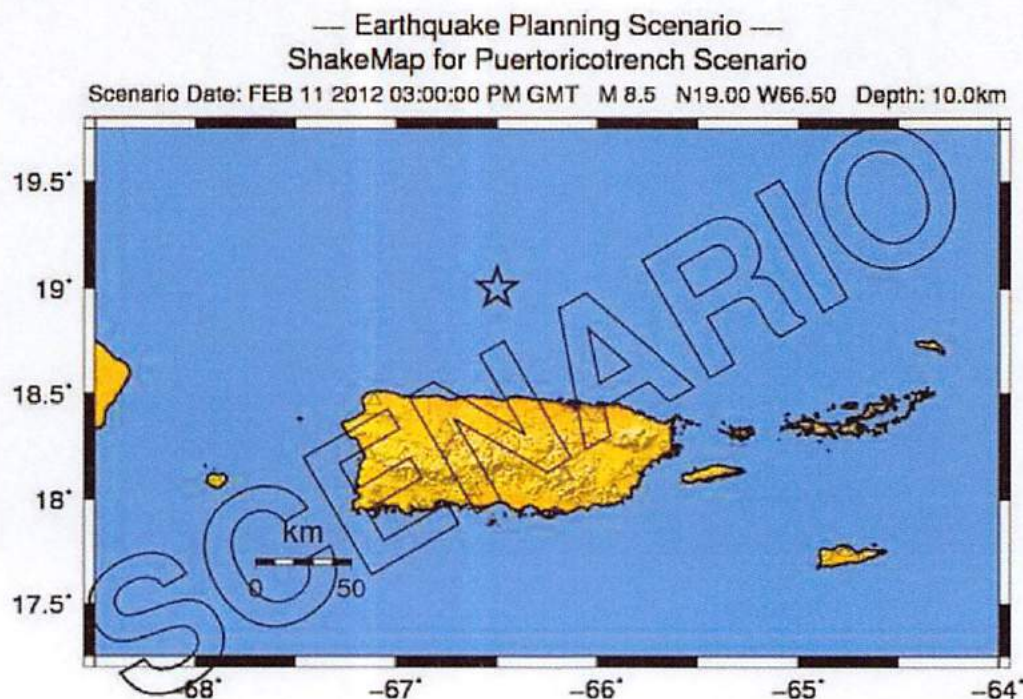 — Earthquake Planning Scenario —
ShakeMap for Puertoricotrench Scenario
Scenario Date: FEB 11 2012 03:00:00 PM GMT M 8.5 N19.00 W66.50 Depth: 10.0km
19.5°
19°
18.5°
18°
17.5°
SCENARIO
km
0 50
-68° -67° -66° -65° -64°